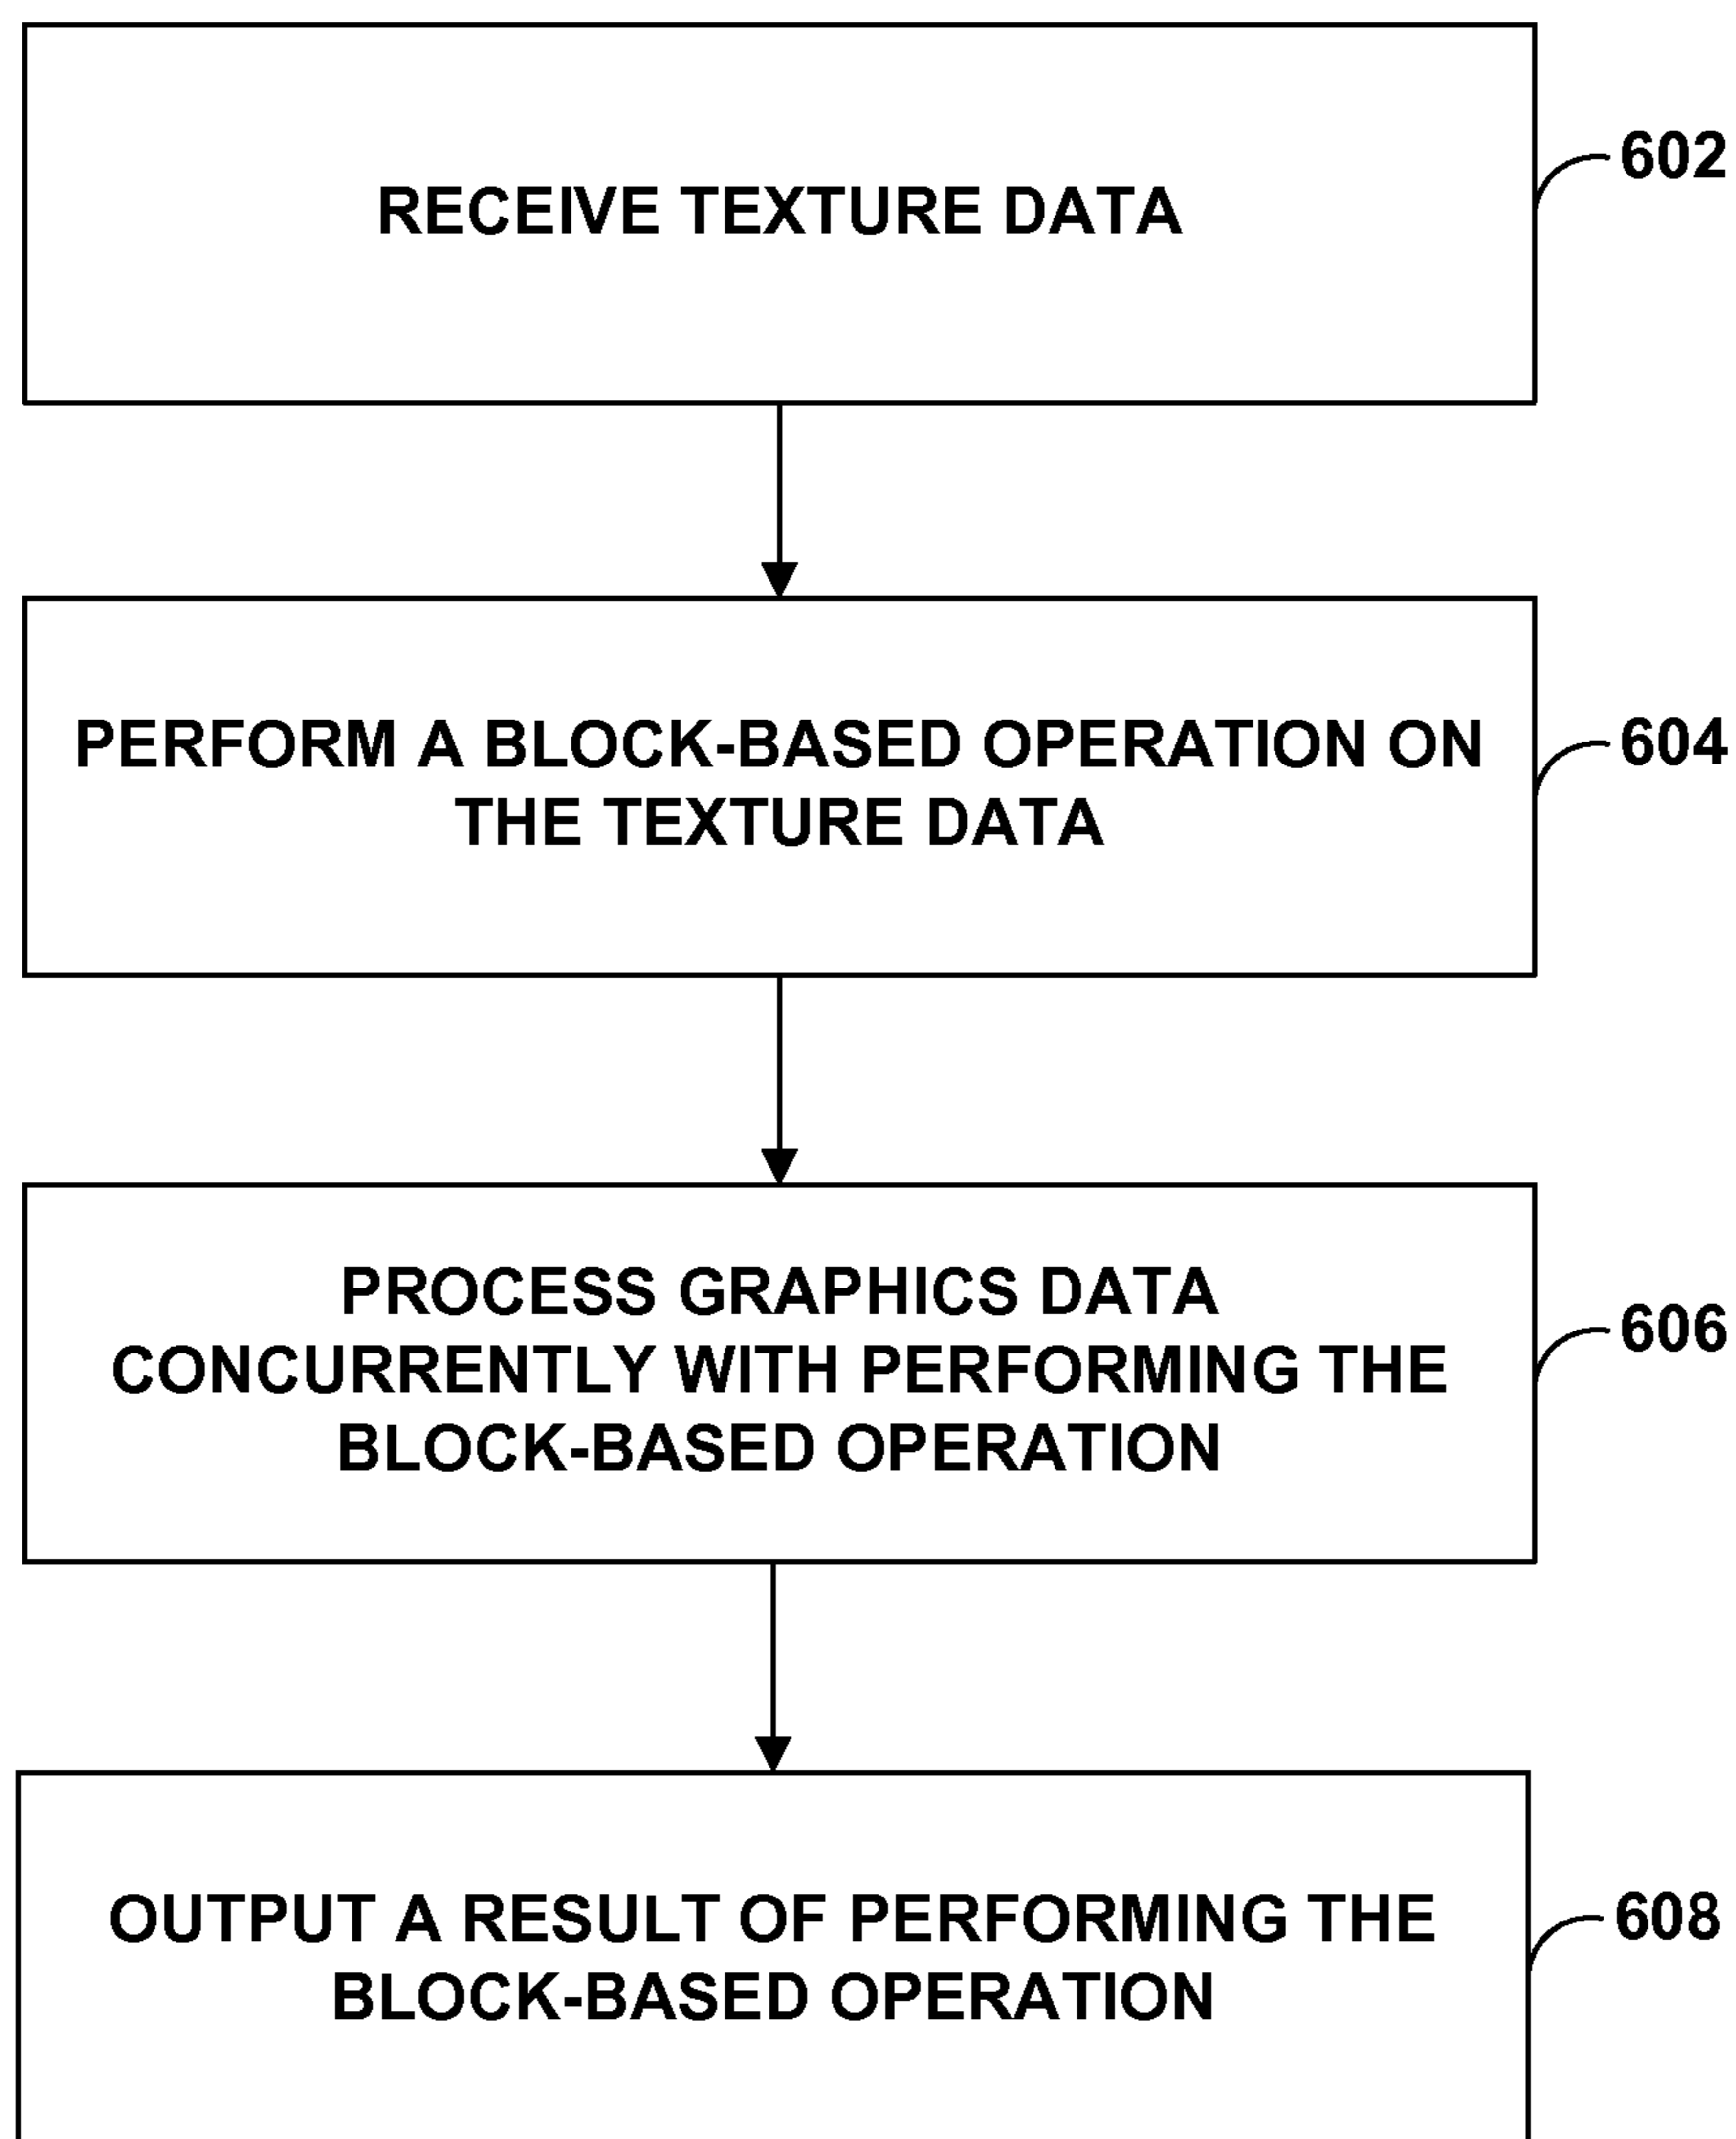 RECEIVE TEXTURE DATA
602
PERFORM A BLOCK-BASED OPERATION ON
THE TEXTURE DATA
604
PROCESS GRAPHICS DATA
CONCURRENTLY WITH PERFORMING THE
BLOCK-BASED OPERATION
606
OUTPUT A RESULT OF PERFORMING THE
BLOCK-BASED OPERATION
608